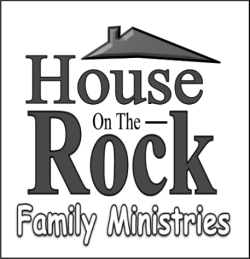 House
On The
Rock
Family Ministries